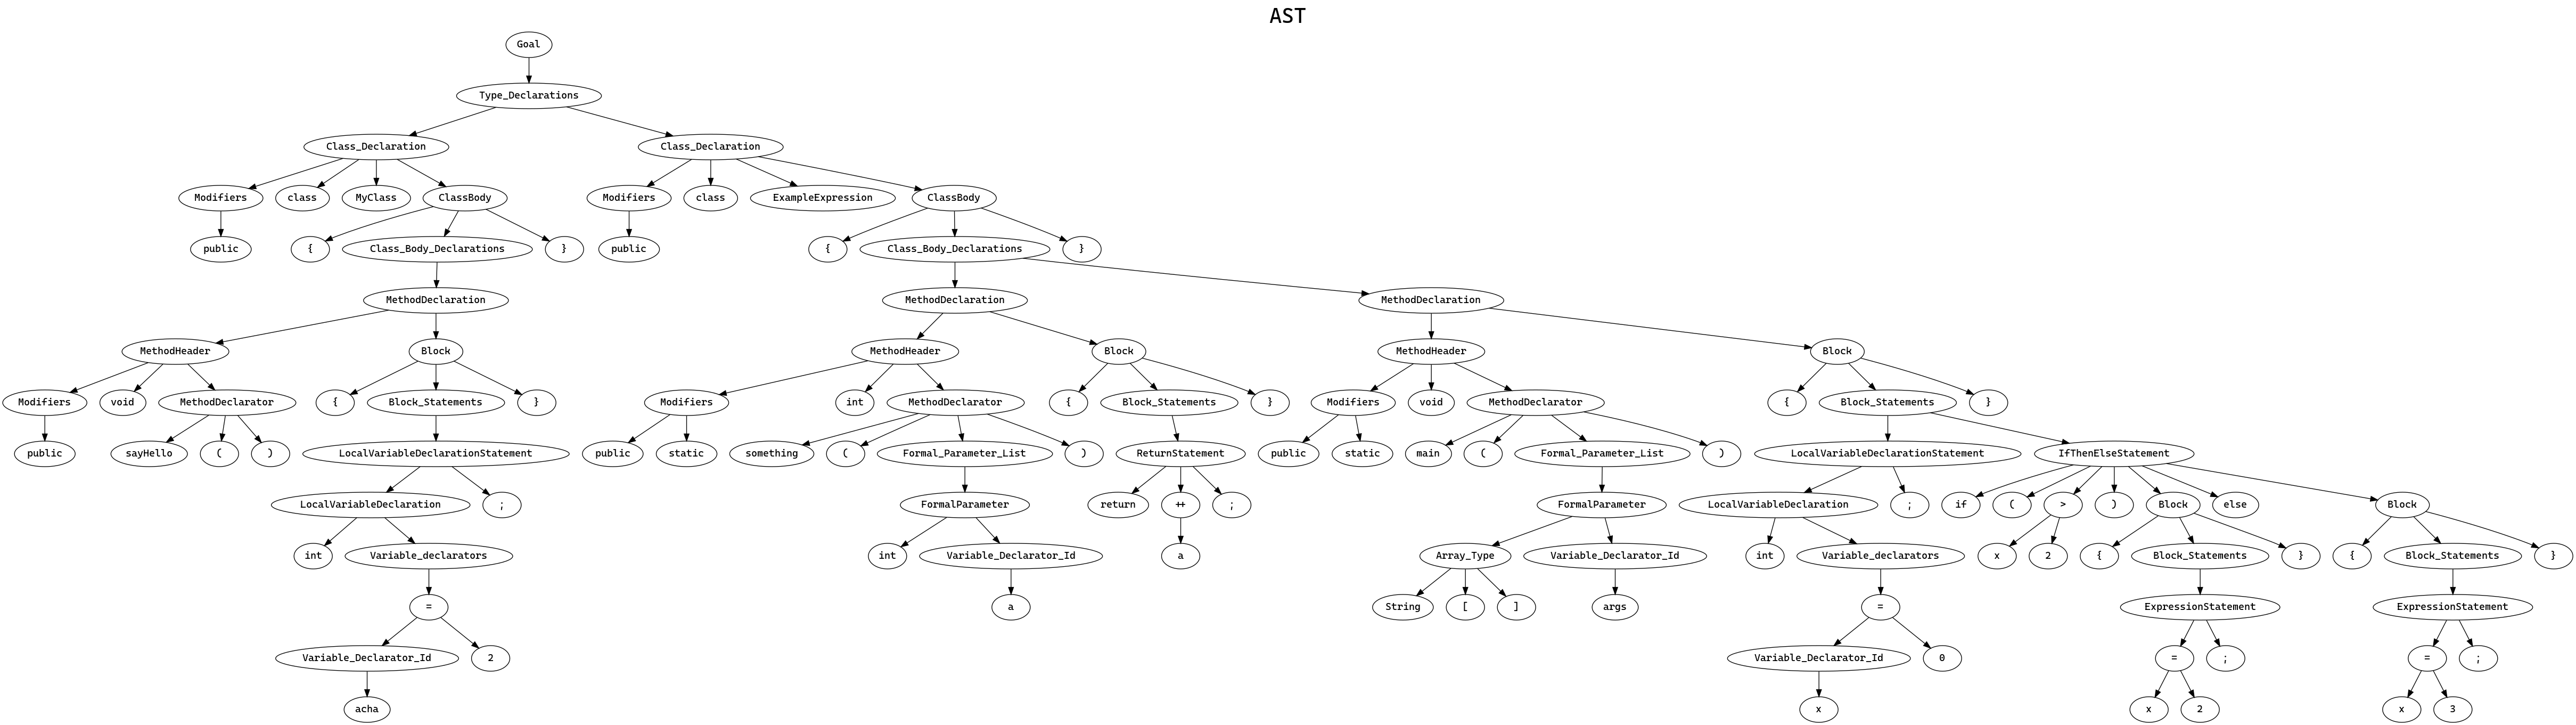 AST
Goal
Type_Declarations
Class_Declaration Class_Declaration
Modifiers class MyClass ClassBody Modifiers class ExampleExpression ClassBody
public { Class_Body_Declarations } public { Class_Body_Declarations }
MethodDeclaration MethodDeclaration MethodDeclaration
MethodHeader Block MethodHeader Block MethodHeader Block
Modifiers void MethodDeclarator { Block_Statements } Modifiers int MethodDeclarator { Block_Statements } Modifiers void MethodDeclarator { Block_Statements }
public sayHello ( ) LocalVariableDeclarationStatement public static something ( Formal_Parameter_List ) ReturnStatement public static main ( Formal_Parameter_List ) LocalVariableDeclarationStatement IfThenElseStatement
LocalVariableDeclaration ; FormalParameter return ++ ; FormalParameter LocalVariableDeclaration ; if ( > ) Block else Block
int Variable_declarators int Variable_Declarator_Id a Array_Type Variable_Declarator_Id int Variable_declarators x 2 { Block_Statements } { Block_Statements }
= a String [ ] args = ExpressionStatement ExpressionStatement
Variable_Declarator_Id 2 Variable_Declarator_Id 0 = ; = ;
acha x x 2 x 3